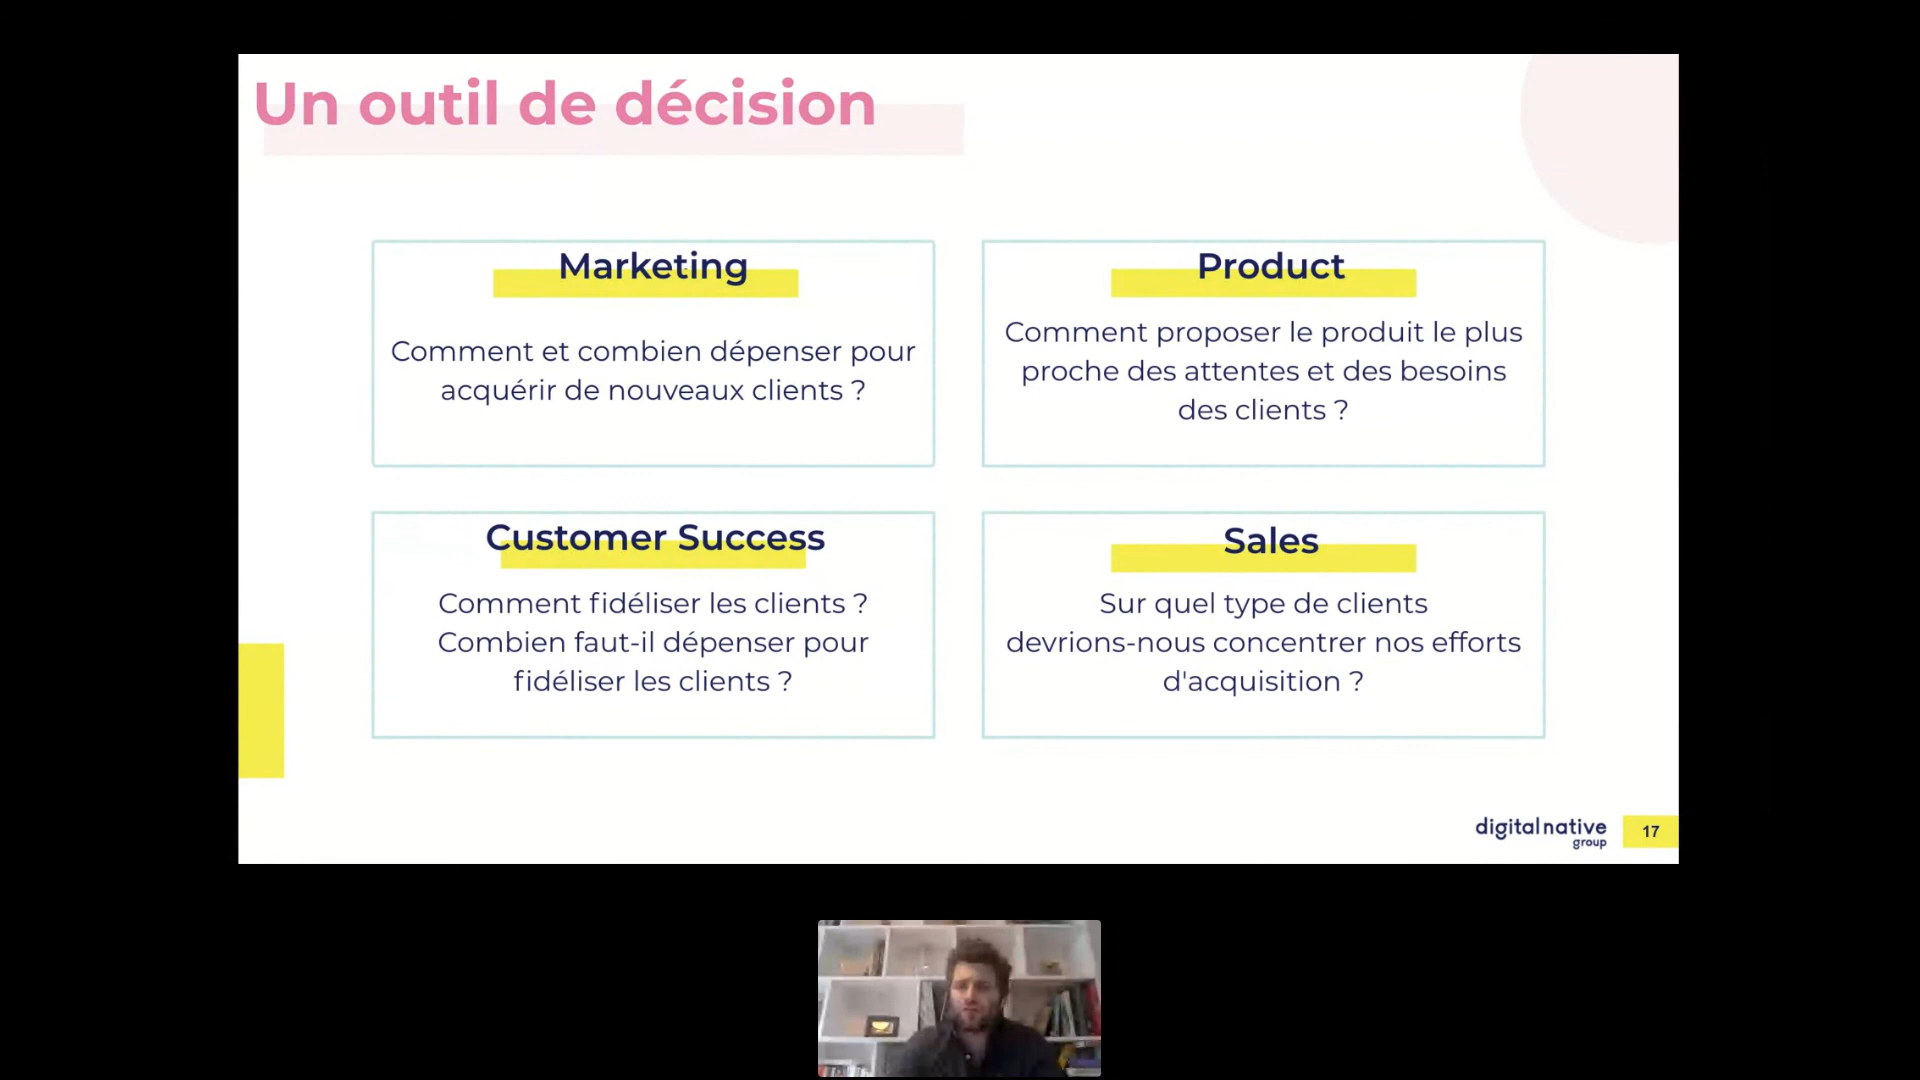 Un outil de décision
Marketing
Comment et combien dépenser pour
acquérir de nouveaux clients ?
Product
Comment proposer le produit le plus
proche des attentes et des besoins
des clients ?
Customer Success
Comment fidéliser les clients ?
Combien faut-il dépenser pour
fidéliser les clients ?
Sales
Sur quel type de clients
devrions-nous concentrer nos efforts
d'acquisition ?
digital native
group
17